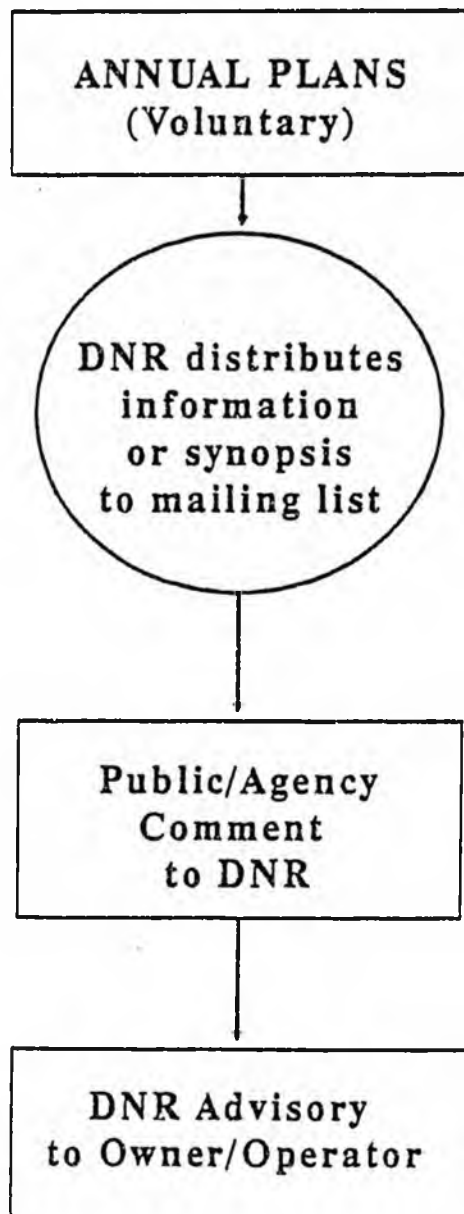 ANNUAL PLANS
(Voluntary)
DNR distributes
information
or synopsis
to mailing list
Public/Agency
Comment
to DNR
DNR Advisory
to Owner/Operator